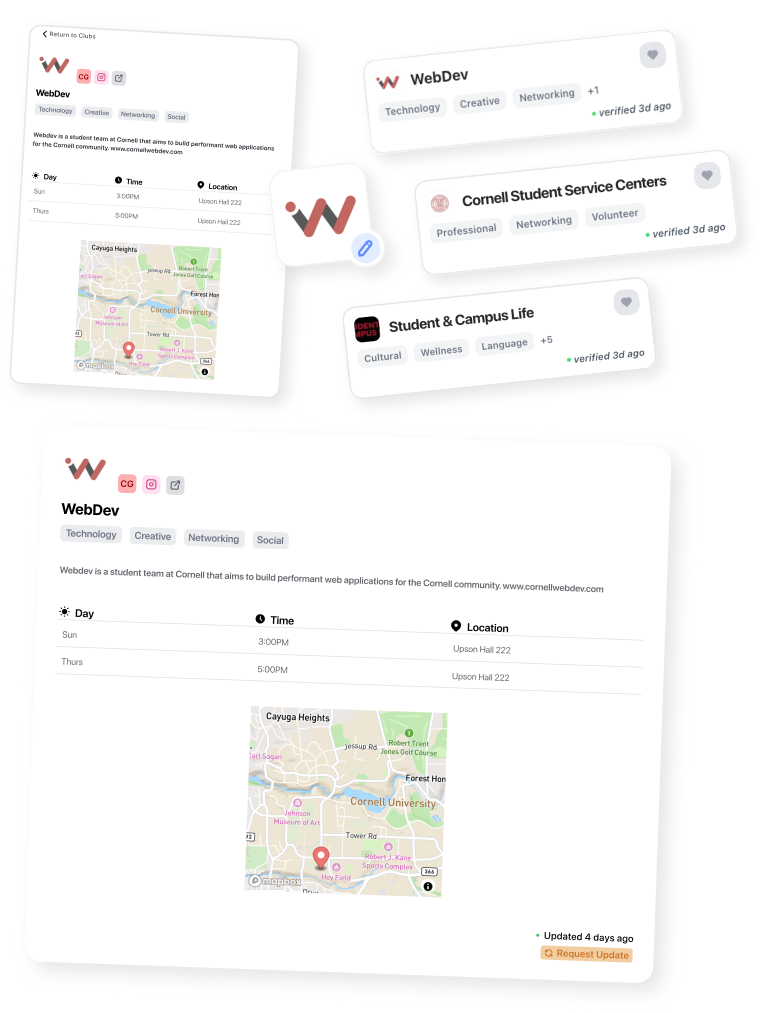 Return to Clubs
CG
WebDev
Technology Creative Networking Social
Webdev is a student team at Cornell that aims to build performant web applications
for the Cornell community. www.cornellwebdev.com
Day Time Location
Sun 3:00PM Upson Hall 222
Thurs 5:00PM Upson Hall 222
Cayuga Heights
Jessup Rd
Robert Trent
Jones Golf Course
arl Sagan
Forest Hon
Cornell University
Johnson
Museum of Art
Tower Rd
Robert J. Kane
Sports Complex
366
Hoy Field
mapbox
WebDev
Technology Creative Networking +1
verified 3d ago
Cornell Student Service Centers
Professional Networking Volunteer
verified 3d ago
IDENT
MPUS
Student & Campus Life
Cultural Wellness Language +5
verified 3d ago
CG
WebDev
Technology Creative Networking Social
Webdev is a student team at Cornell that aims to build performant web applications for the Cornell community. www.cornellwebdev.com
Day Time Location
Sun 3:00PM Upson Hall 222
Thurs 5:00PM Upson Hall 222
Cayuga Heights
Jessup Rd
Robert Trent
Jones Golf Course
arl Sagan
Forest Hon
Cornell University
Johnson
Museum of Art
Tower Rd
Robert J. Kane
Sports Complex
366
Hoy Field
mapbox
Updated 4 days ago
Request Update